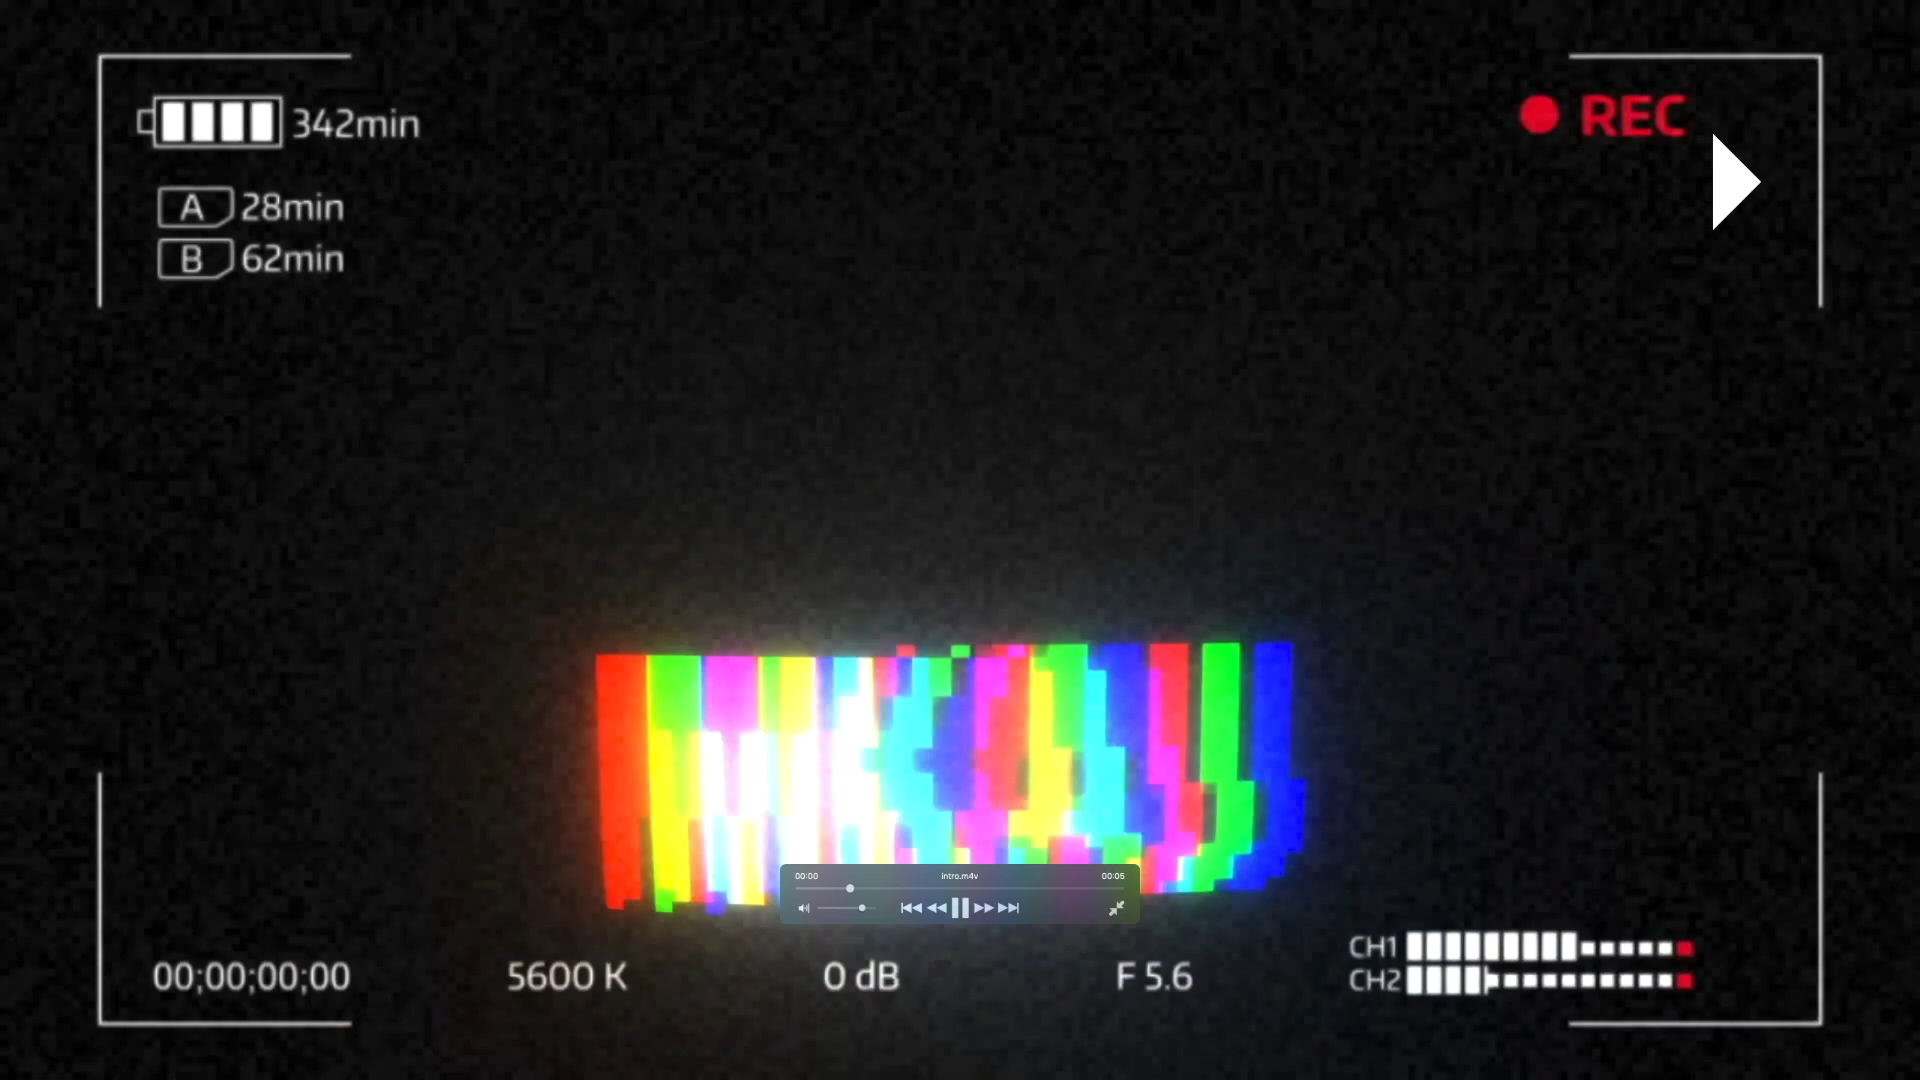 342min
REC
A 28min
B 62min
00:00 intro.m4v 00:05
CH1
CH2
00;00;00;00 5600 K 0 dB F 5.6